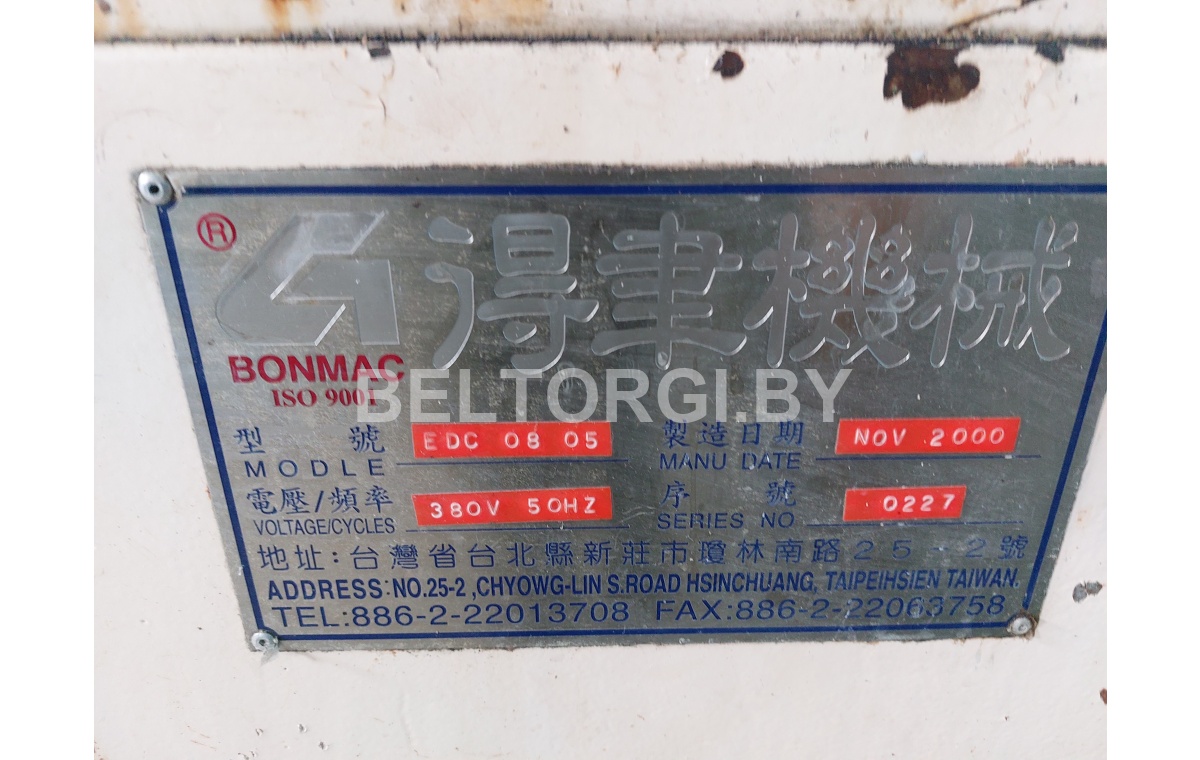 ® 得聿機械
BONMAC
ISO 9001
BELTORGI.BY
型號 EDC 08 05 製造日期 NOV 2000
MODLE MANU DATE
電壓/頻率 380V 50HZ 序號 0227
VOLTAGE/CYCLES SERIES NO
地址:台灣省台北縣新莊市瓊林南路25-2號
ADDRESS:NO.25-2,CHYOWG-LIN S.ROAD HSINCHUANG, TAIPEIHSIEN TAIWAN.
TEL:886-2-22013708 FAX:886-2-22063758